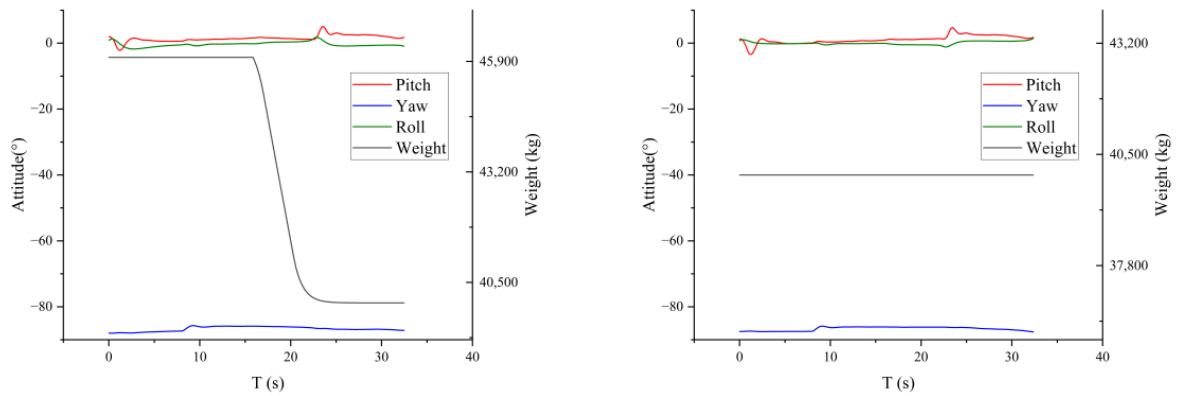 0
−20
−40
−60
−80
Attitude(°)
45,900
43,200
40,500
Weight (kg)
Pitch
Yaw
Roll
Weight
0
10
20
30
40
T (s)
0
−20
−40
−60
−80
Attitude(°)
43,200
40,500
37,800
Weight (kg)
Pitch
Yaw
Roll
Weight
0
10
20
30
40
T (s)